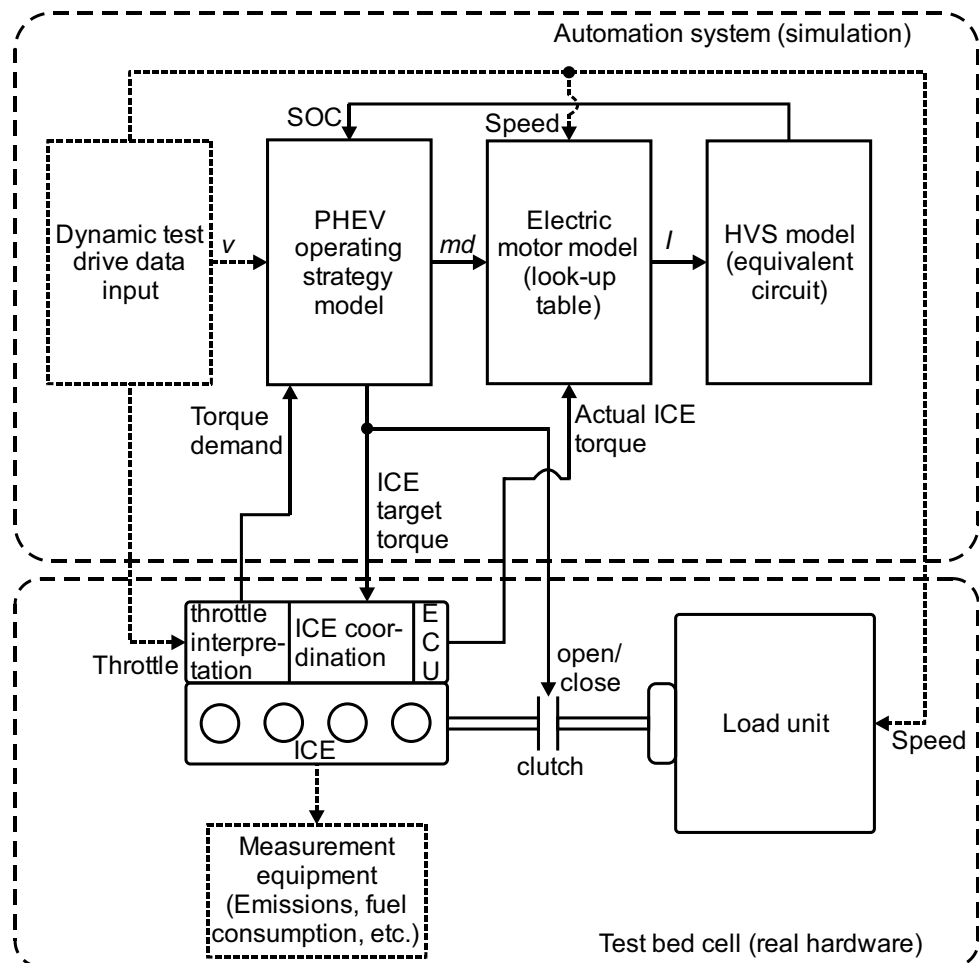 Automation system (simulation)
SOC
Speed
Dynamic test
drive data
input
v
PHEV
operating
strategy
model
md
Electric
motor model
(look-up
table)
I
HVS model
(equivalent
circuit)
Torque
demand
ICE
target
torque
Actual ICE
torque
Throttle
throttle
interpre-
tation
ICE coor-
dination
E
C
U
open/
close
ICE
clutch
Load unit
Speed
Measurement
equipment
(Emissions, fuel
consumption, etc.)
Test bed cell (real hardware)